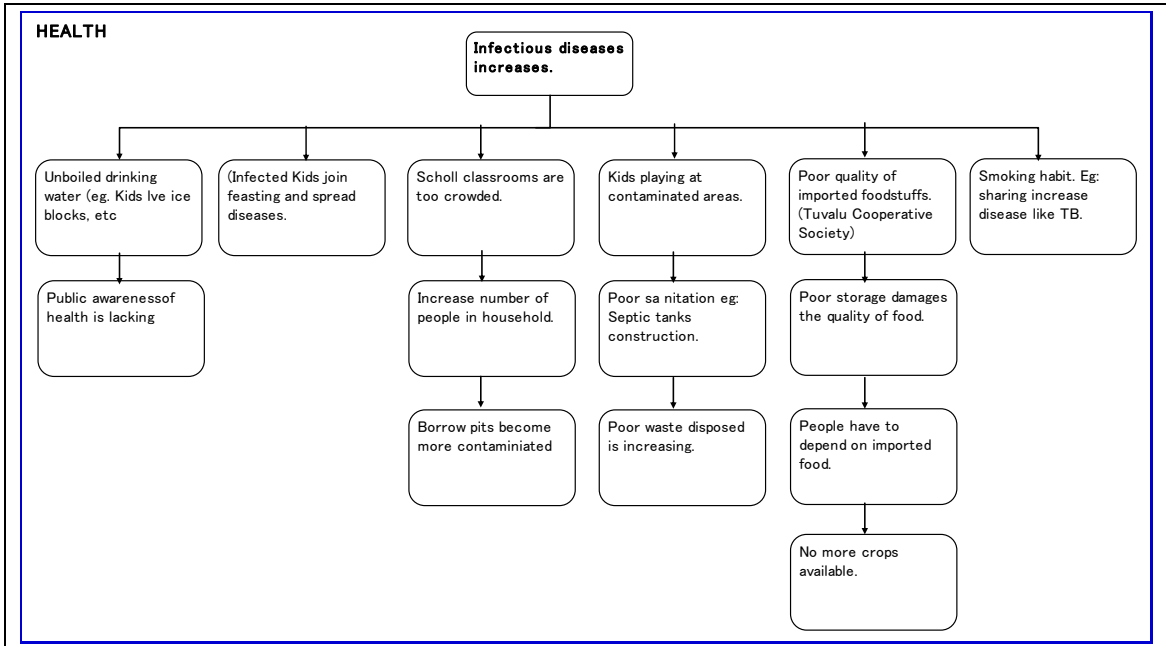 HEALTH
Infectious diseases
increases.
Unboiled drinking
water (eg. Kids lve ice
blocks, etc
(Infected Kids join
feasting and spread
diseases.
Scholl classrooms are
too crowded.
Kids playing at
contaminated areas.
Poor quality of
imported foodstuffs.
(Tuvalu Cooperative
Society)
Smoking habit. Eg:
sharing increase
disease like TB.
Public awarenessof
health is lacking
Increase number of
people in household.
Poor sa nitation eg:
Septic tanks
construction.
Poor storage damages
the quality of food.
Borrow pits become
more contaminiated
Poor waste disposed
is increasing.
People have to
depend on imported
food.
No more crops
available.